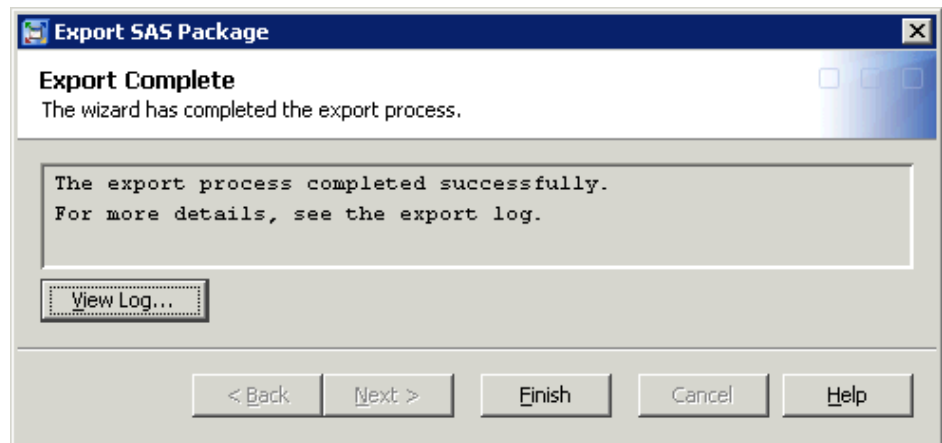 Export SAS Package
Export Complete
The wizard has completed the export process.
The export process completed successfully.
For more details, see the export log.
View Log...
< Back Next > Finish Cancel Help